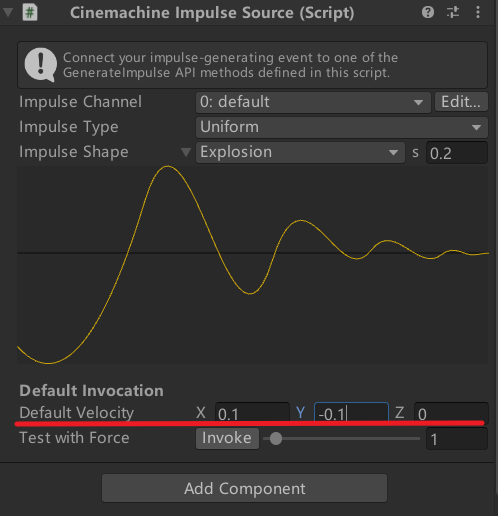 Cinemachine Impulse Source (Script)
Connect your impulse-generating event to one of the
GenerateImpulse API methods defined in this script.
Impulse Channel 0: default Edit...
Impulse Type Uniform
Impulse Shape Explosion s 0.2
Default Invocation
Default Velocity X 0.1 Y -0.1 Z 0
Test with Force Invoke 1
Add Component